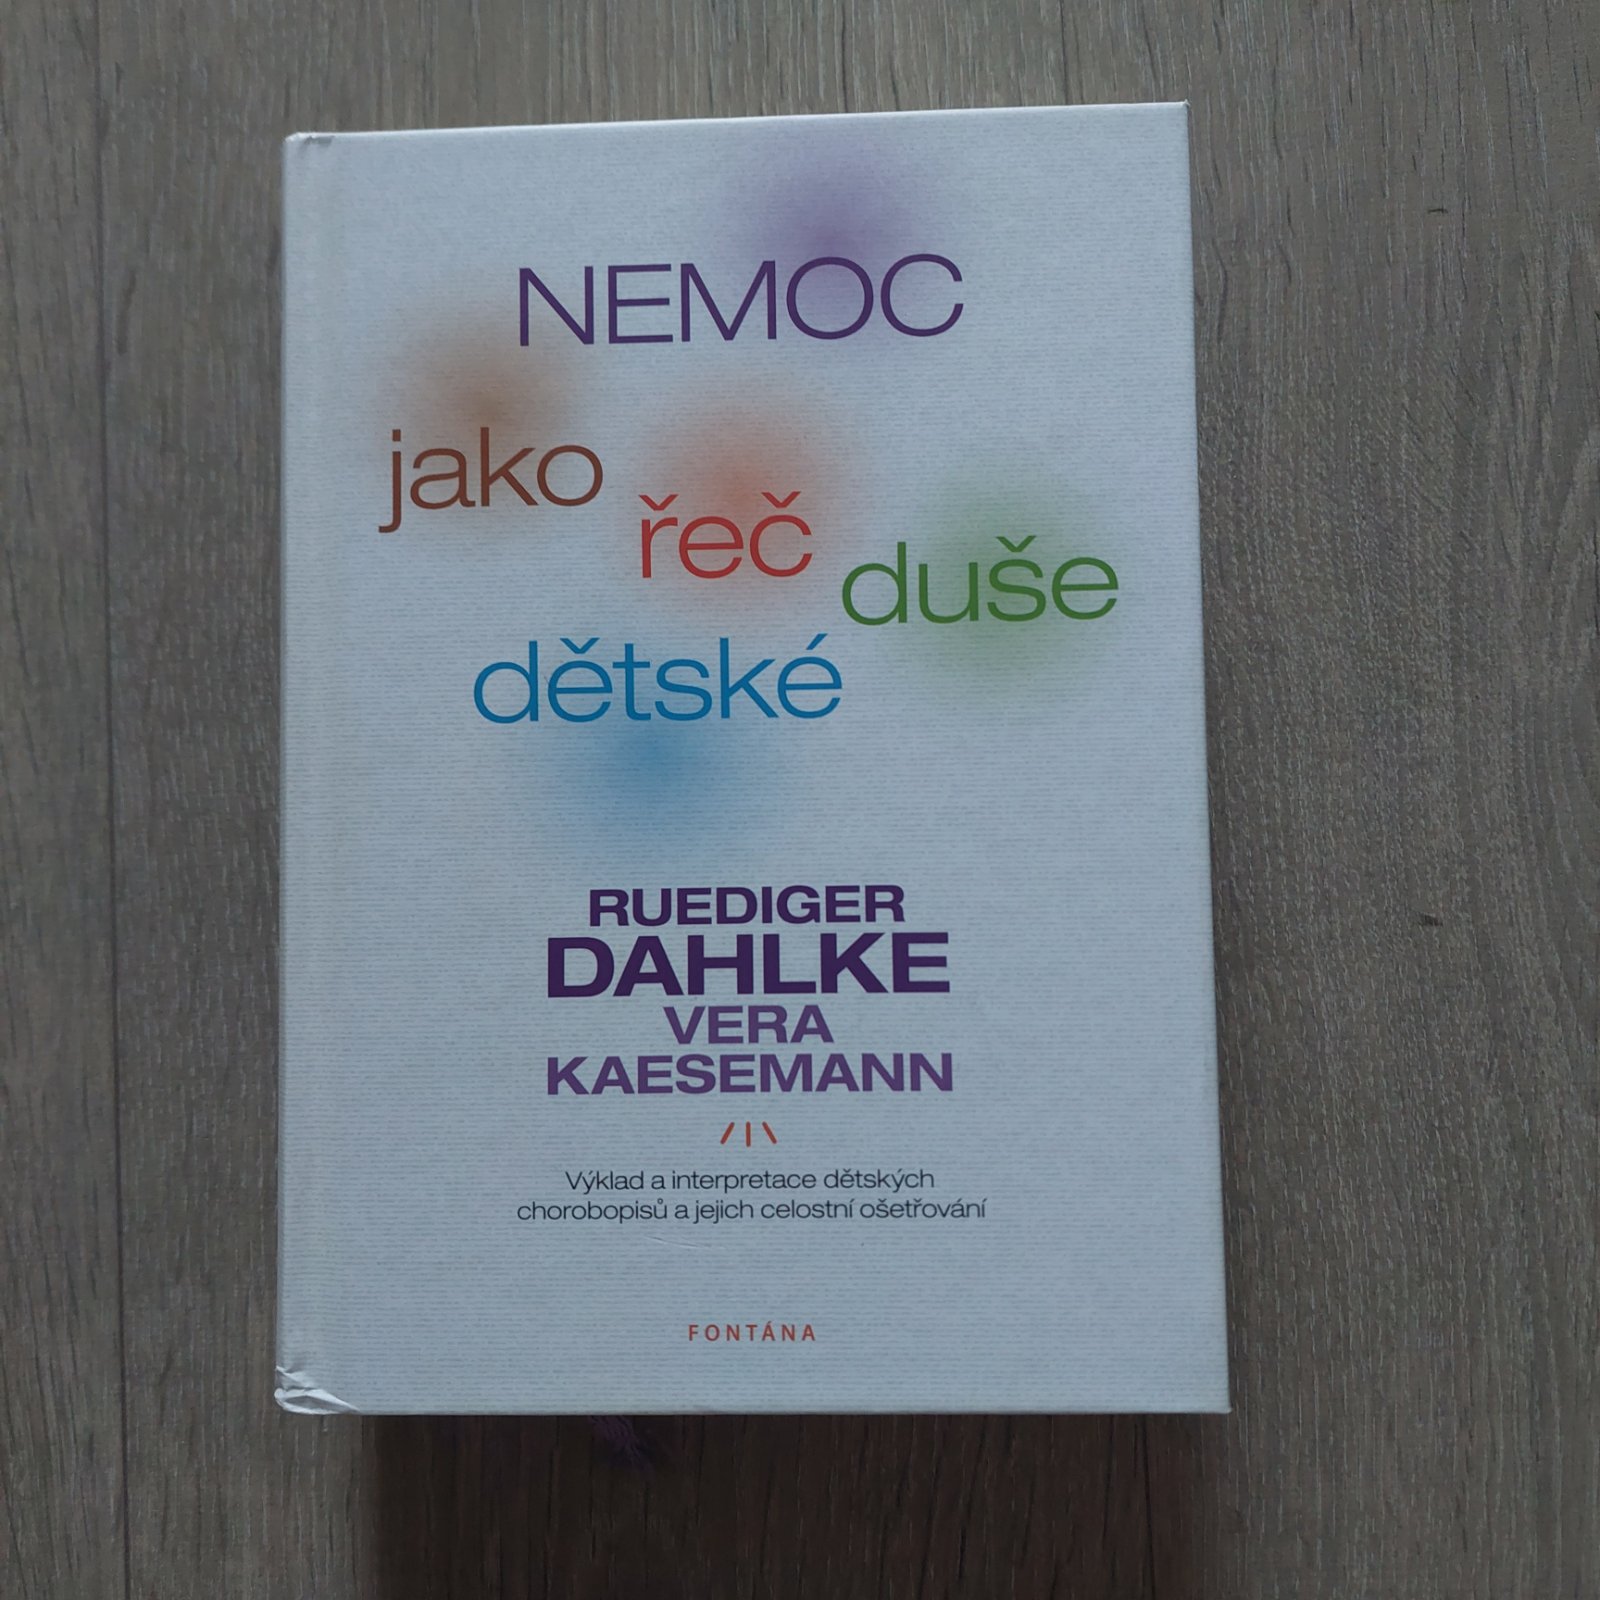 NEMOC
jako
řeč
duše
dětské
RUEDIGER
DAHLKE
VERA
KAESEMANN
Výklad a interpretace dětských
chorobopisů a jejich celostní ošetřování
FONTÁNA